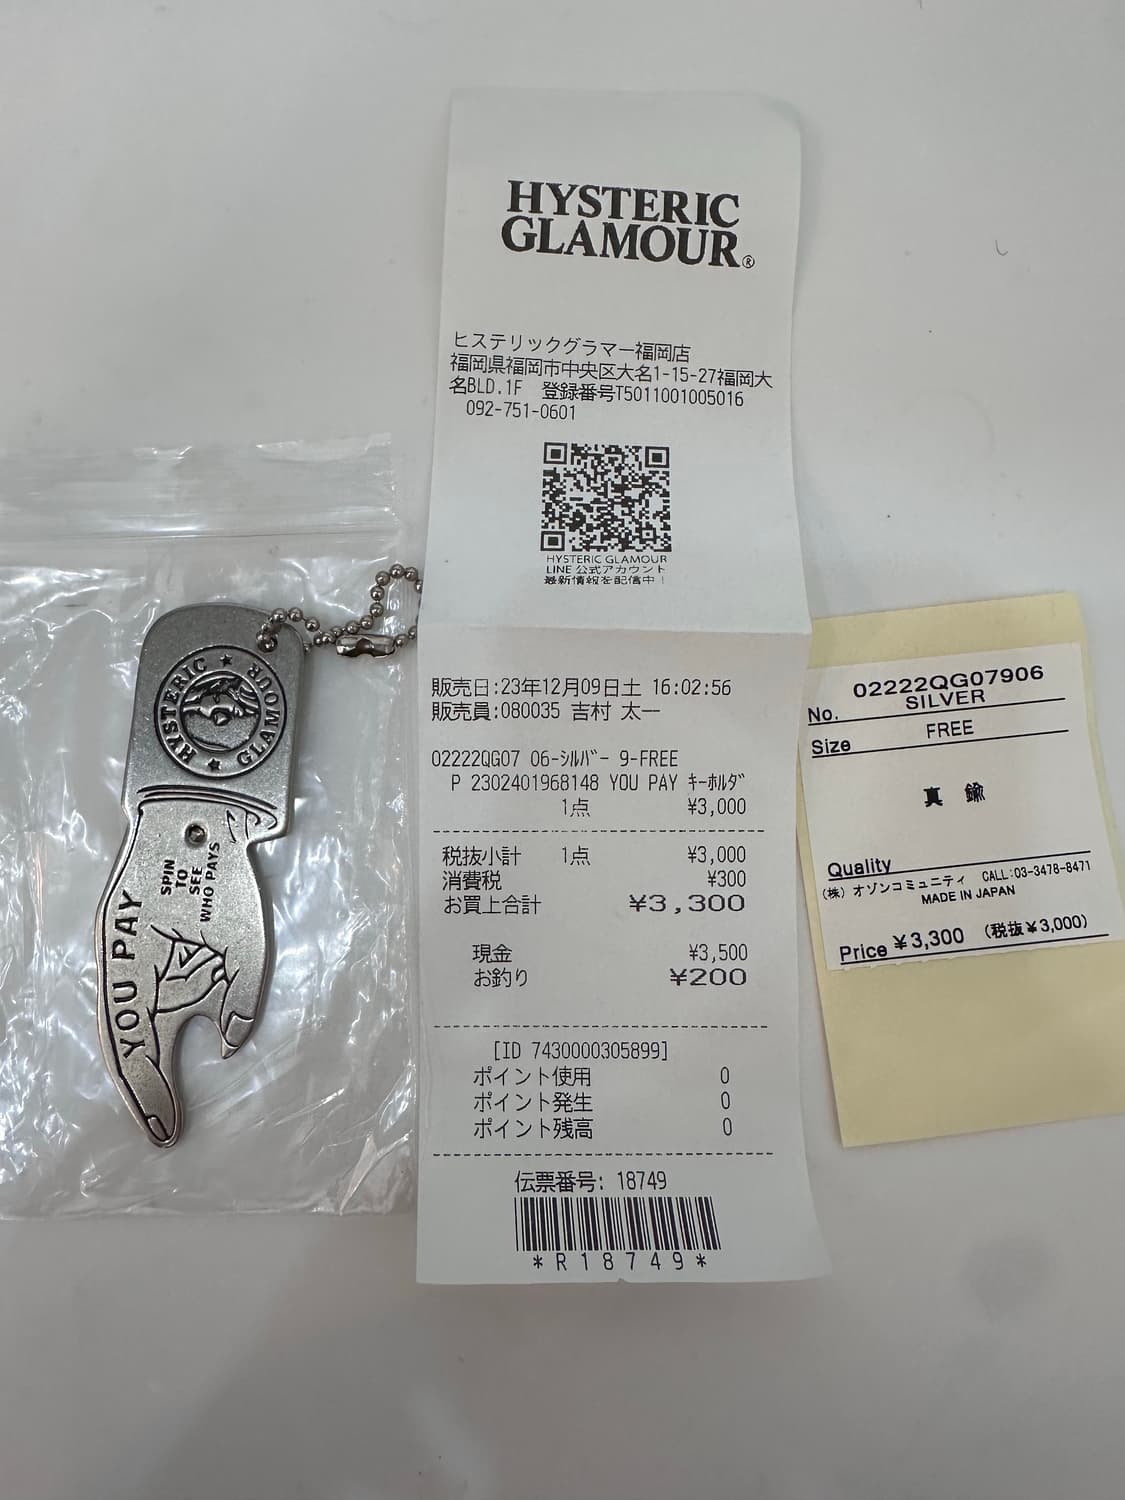 HYSTERIC
GLAMOUR®
ヒステリックグラマー福岡店
福岡県福岡市中央区大名1-15-27福岡大
名BLD.1F 登録番号T5011001005016
092-751-0601
HYSTERIC GLAMOUR
LINE 公式アカウント
最新情報を配信中!
販売日:23年12月09日土 16:02:56
販売員:080035 吉村 太一
02222QG07 06-ｼﾙﾊﾞｰ 9-FREE
P 2302401968148 YOU PAY ｷｰﾎﾙﾀﾞ
1点 ¥3,000
税抜小計 1点 ¥3,000
消費税 ¥300
お買上合計 ¥3,300
現金 ¥3,500
お釣り ¥200
[ID 7430000305899]
ポイント使用 0
ポイント発生 0
ポイント残高 0
伝票番号: 18749
*R18749*
HYSTERIC ★ GLAMOUR ★
SPIN
TO
SEE
WHO PAYS
YOU PAY
02222QG07906
No. SILVER
Size FREE
真 鍮
Quality
(株) オゾンコミュニティ CALL:03-3478-8471
MADE IN JAPAN
Price ¥3,300 (税抜¥3,000)